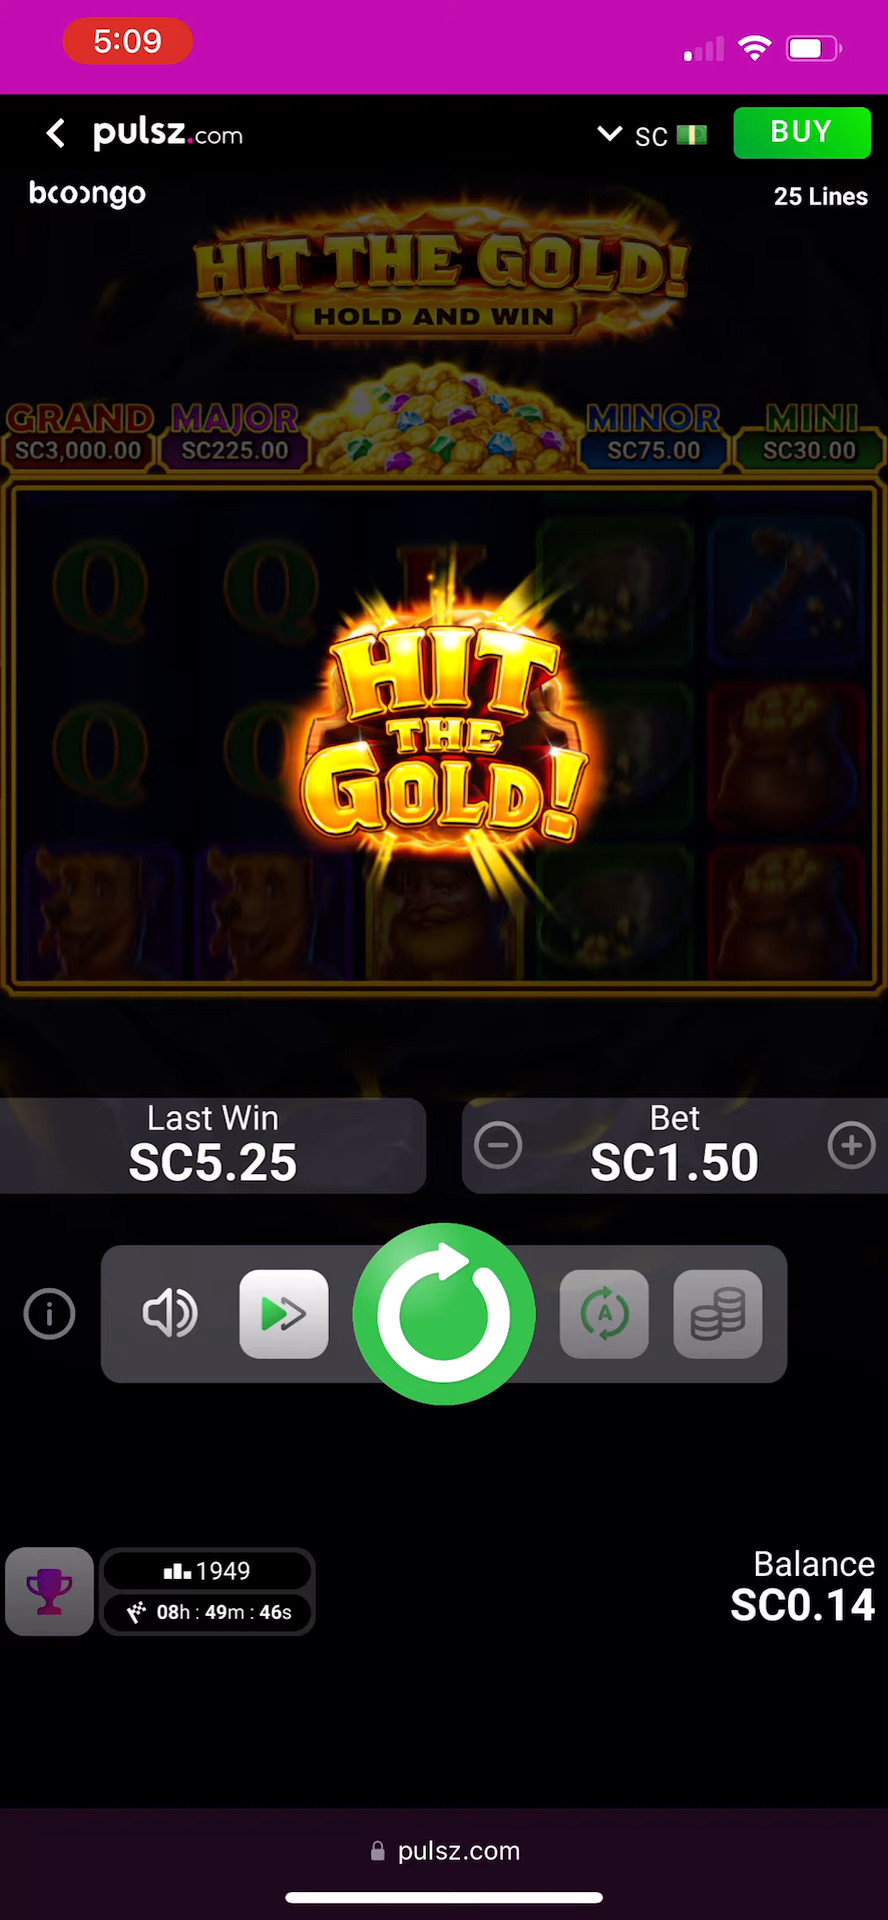 5:09
pulsz.com
SC
BUY
booongo
25 Lines
HIT THE GOLD!
HOLD AND WIN
GRAND MAJOR MINOR MINI
SC3,000.00 SC225.00 SC75.00 SC30.00
Q Q K
HIT
THE
GOLD!
Q Q
Last Win
SC5.25
Bet
SC1.50
i
A
1949
08h : 49m : 46s
Balance
SC0.14
pulsz.com